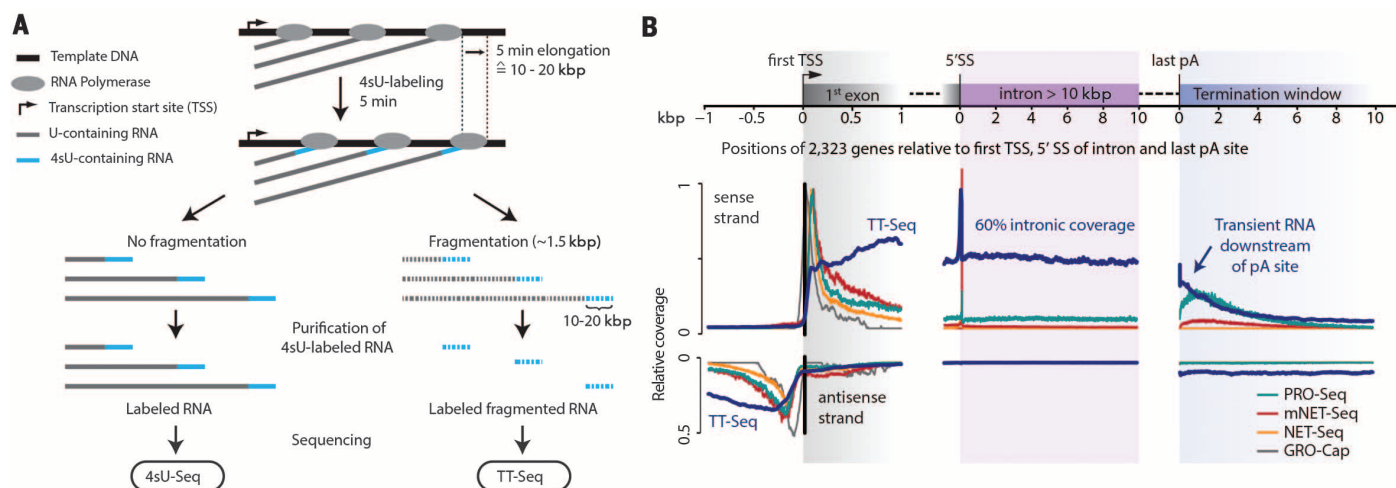 A
Template DNA
RNA Polymerase
Transcription start site (TSS)
U-containing RNA
4sU-containing RNA
5 min elongation
≙ 10 - 20 kbp
4sU-labeling
5 min
No fragmentation
Fragmentation (~1.5 kbp)
10-20 kbp
Purification of
4sU-labeled RNA
Labeled RNA
Labeled fragmented RNA
Sequencing
4sU-Seq
TT-Seq
B
first TSS
5'SS
last pA
1st exon
intron > 10 kbp
Termination window
kbp
−1 −0.5 0 0.5 1
0 2 4 6 8 10
0 2 4 6 8 10
Positions of 2,323 genes relative to first TSS, 5' SS of intron and last pA site
Relative coverage
1
0
0
0.5
sense
strand
TT-Seq
60% intronic coverage
Transient RNA
downstream
of pA site
TT-Seq
antisense
strand
PRO-Seq
mNET-Seq
NET-Seq
GRO-Cap